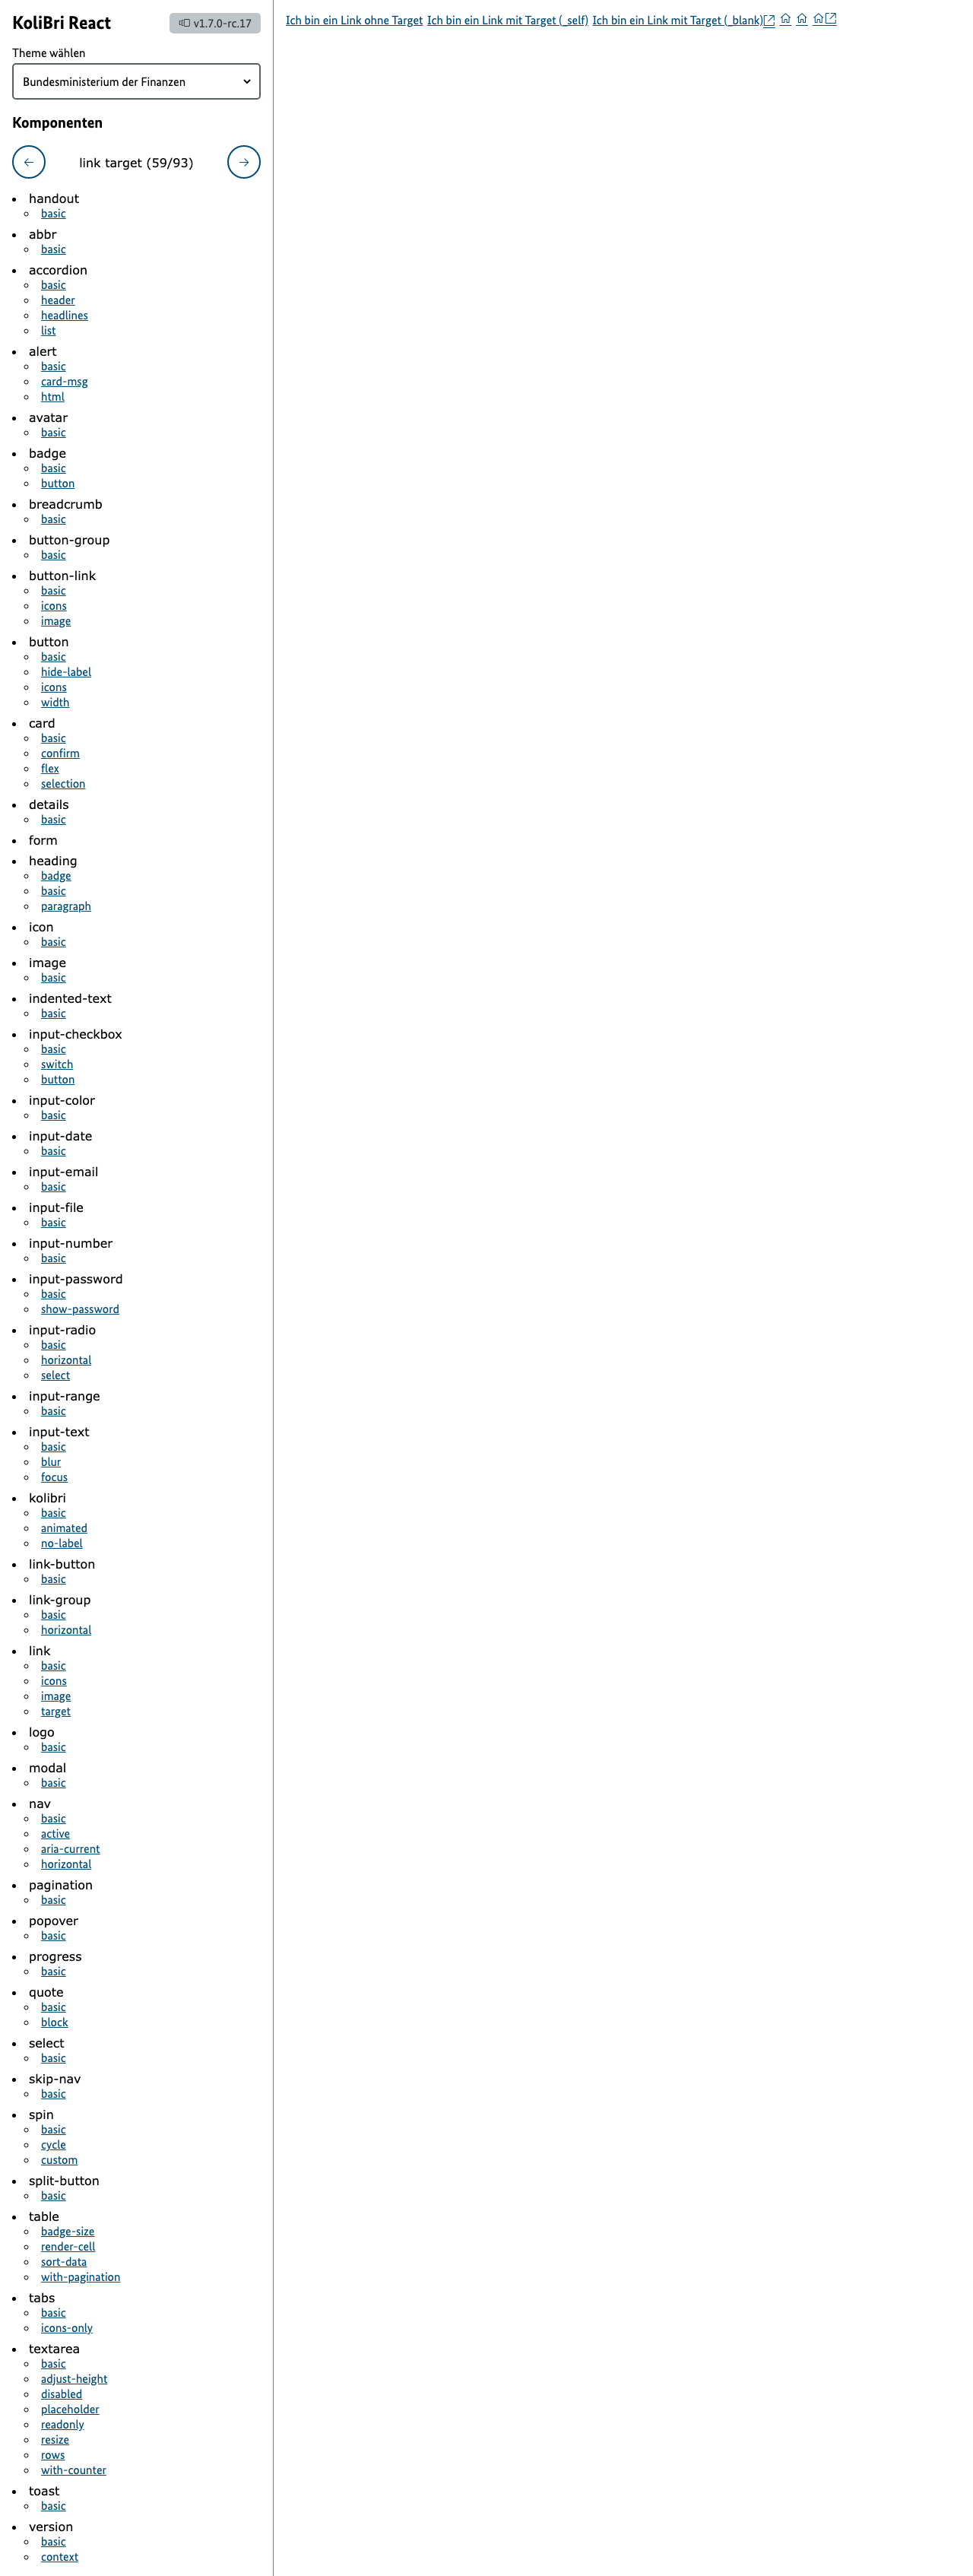 KoliBri React
v1.7.0-rc.17
Theme wählen
Bundesministerium der Finanzen
Komponenten
link target (59/93)
handout
basic
abbr
basic
accordion
basic
header
headlines
list
alert
basic
card-msg
html
avatar
basic
badge
basic
button
breadcrumb
basic
button-group
basic
button-link
basic
icons
image
button
basic
hide-label
icons
width
card
basic
confirm
flex
selection
details
basic
form
heading
badge
basic
paragraph
icon
basic
image
basic
indented-text
basic
input-checkbox
basic
switch
button
input-color
basic
input-date
basic
input-email
basic
input-file
basic
input-number
basic
input-password
basic
show-password
input-radio
basic
horizontal
select
input-range
basic
input-text
basic
blur
focus
kolibri
basic
animated
no-label
link-button
basic
link-group
basic
horizontal
link
basic
icons
image
target
logo
basic
modal
basic
nav
basic
active
aria-current
horizontal
pagination
basic
popover
basic
progress
basic
quote
basic
block
select
basic
skip-nav
basic
spin
basic
cycle
custom
split-button
basic
table
badge-size
render-cell
sort-data
with-pagination
tabs
basic
icons-only
textarea
basic
adjust-height
disabled
placeholder
readonly
resize
rows
with-counter
toast
basic
version
basic
context
Ich bin ein Link ohne Target Ich bin ein Link mit Target (_self) Ich bin ein Link mit Target (_blank)